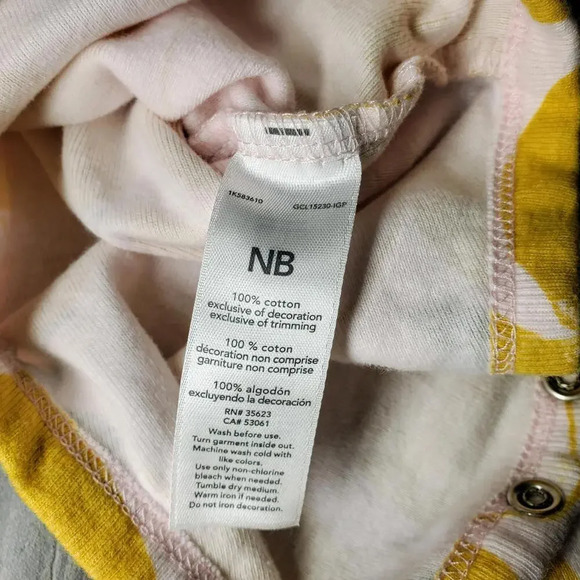 1K583610 GCL15230-IGP
NB
100% cotton
exclusive of decoration
exclusive of trimming
100 % coton
décoration non comprise
garniture non comprise
100% algodón
excluyendo la decoración
RN# 35623
CA# 53061
Wash before use.
Turn garment inside out.
Machine wash cold with
like colors.
Use only non-chlorine
bleach when needed.
Tumble dry medium.
Warm iron if needed.
Do not iron decoration.